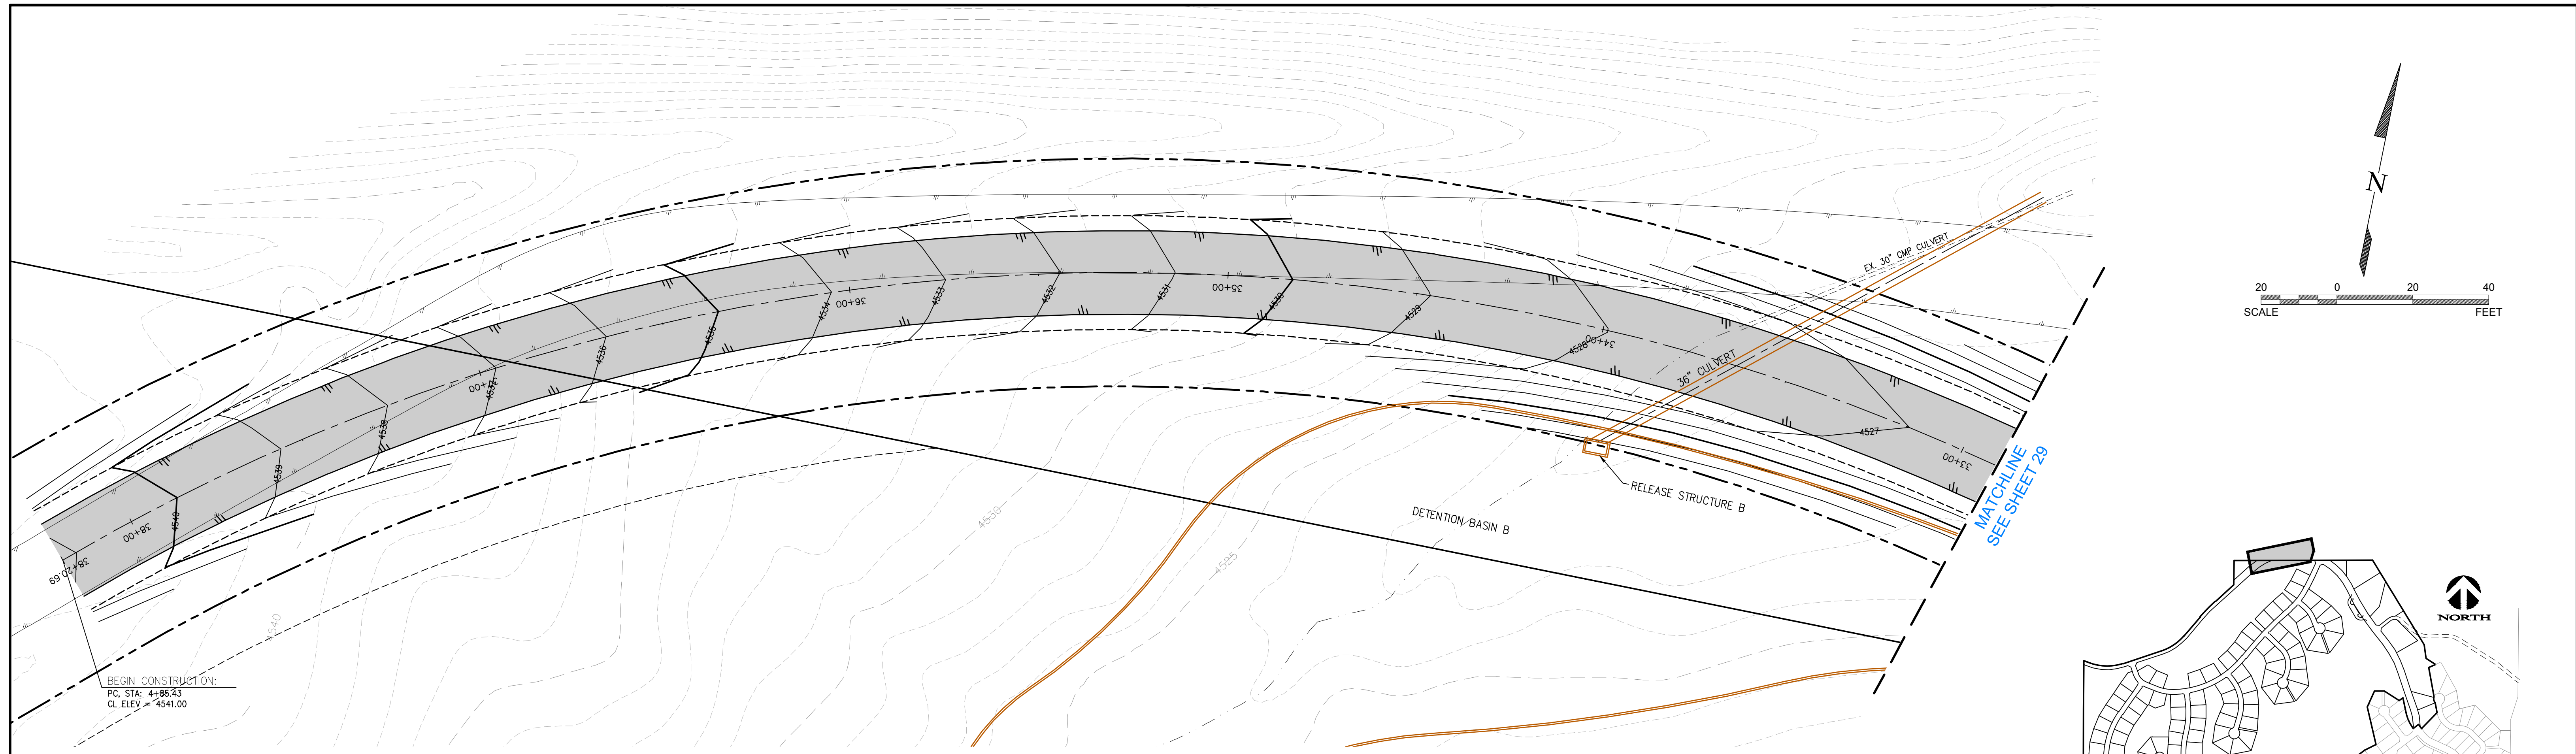 N
20 0 20 40
SCALE FEET
EX. 30" CMP CULVERT
36" CULVERT
4540
4539
4538
4537
4536
4535
4534
4533
4532
4531
4530
4529
4528
4527
38+20.69
38+00
37+00
36+00
35+00
34+00
33+00
MATCHLINE
SEE SHEET 29
RELEASE STRUCTURE B
DETENTION BASIN B
4530
4525
4540
BEGIN CONSTRUCTION:
PC, STA: 4+85.43
CL ELEV = 4541.00
NORTH